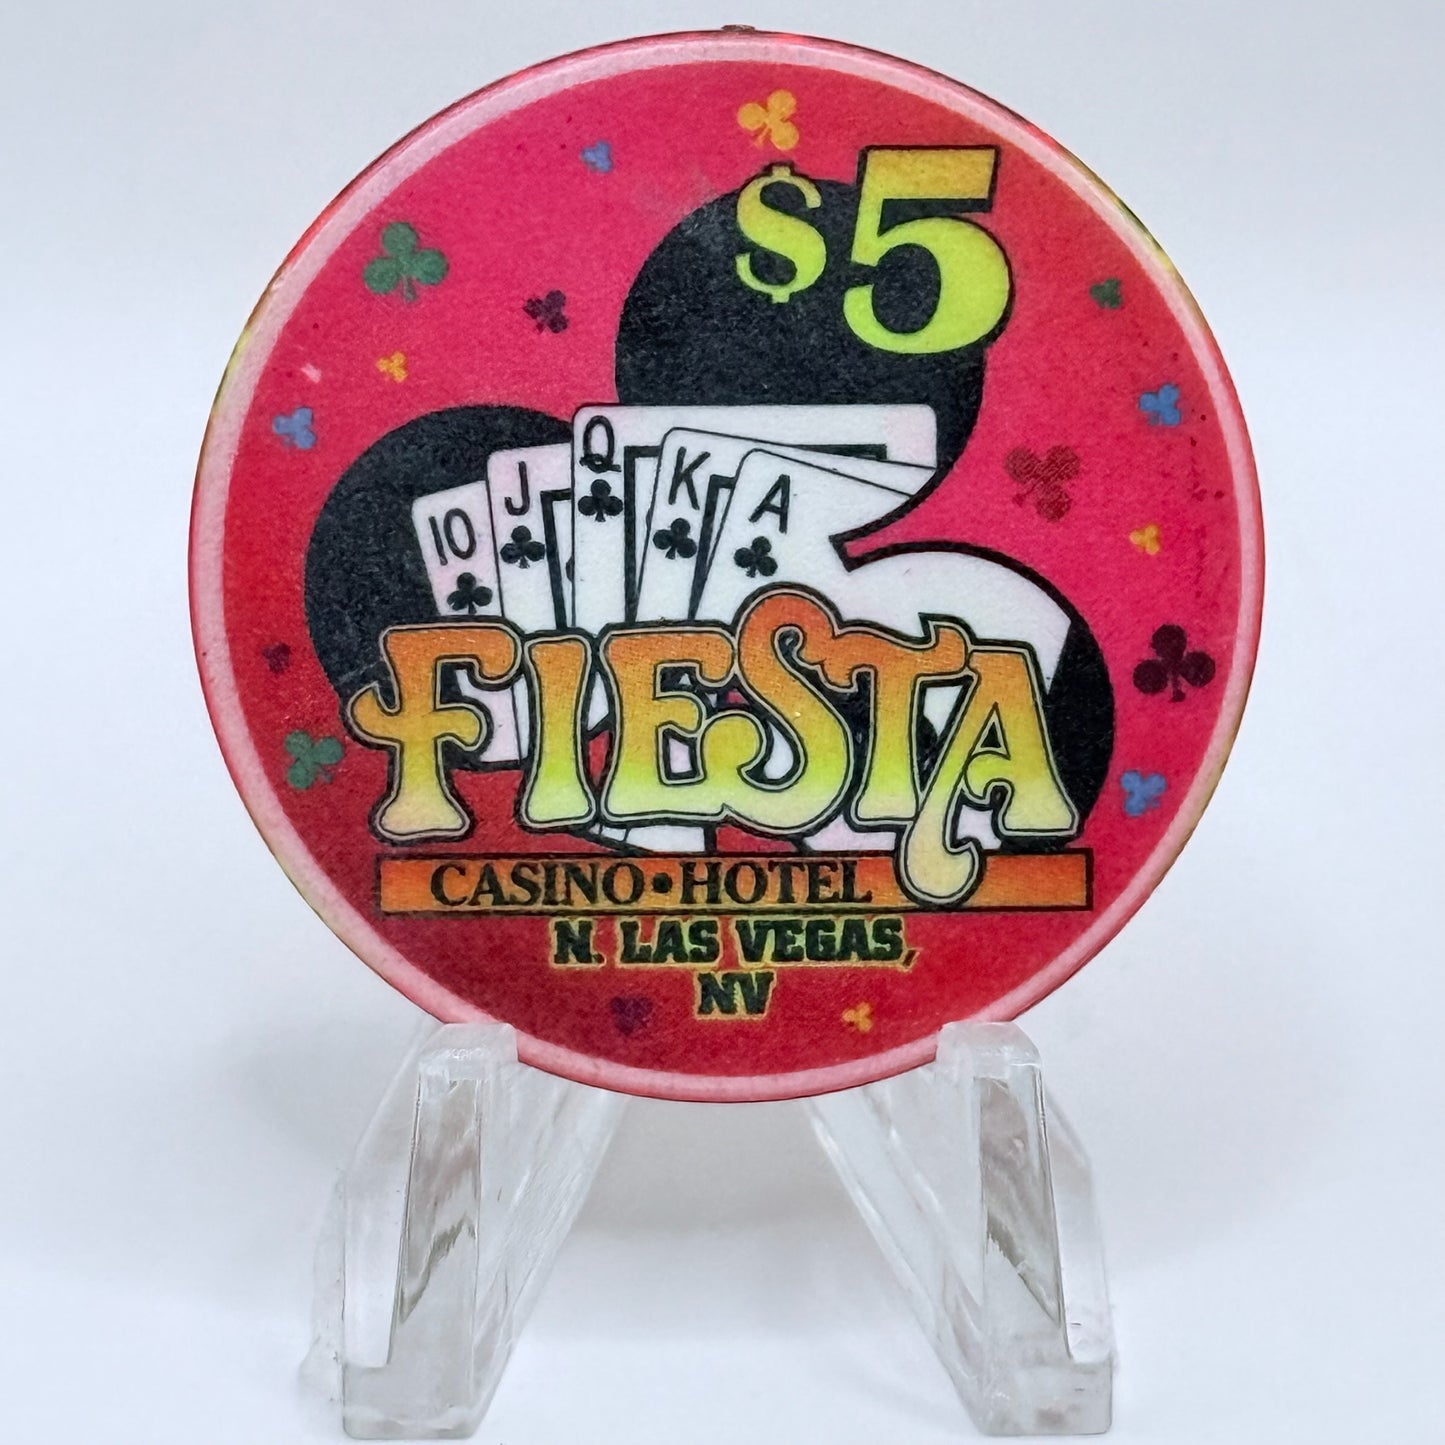 $5
10 J Q K A
FIESTA
CASINO•HOTEL
N. LAS VEGAS,
NV